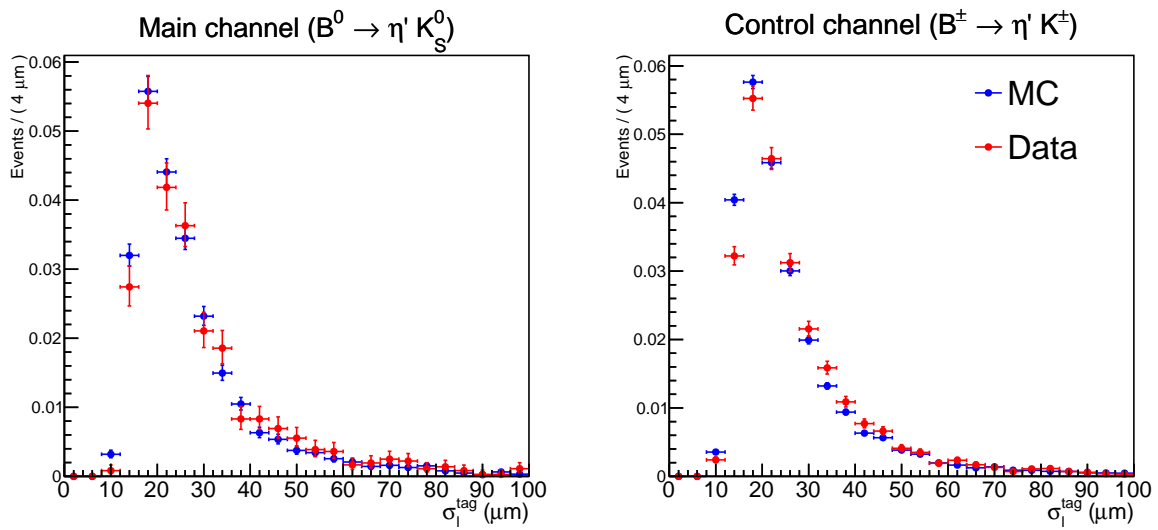 Main channel (B⁰ → η' K⁰_S)
Events / ( 4 μm)
0.06
0.05
0.04
0.03
0.02
0.01
0
0 10 20 30 40 50 60 70 80 90 100
σ_l^tag (μm)
Control channel (B^± → η' K^±)
Events / ( 4 μm)
0.06
0.05
0.04
0.03
0.02
0.01
0
MC
Data
0 10 20 30 40 50 60 70 80 90 100
σ_l^tag (μm)